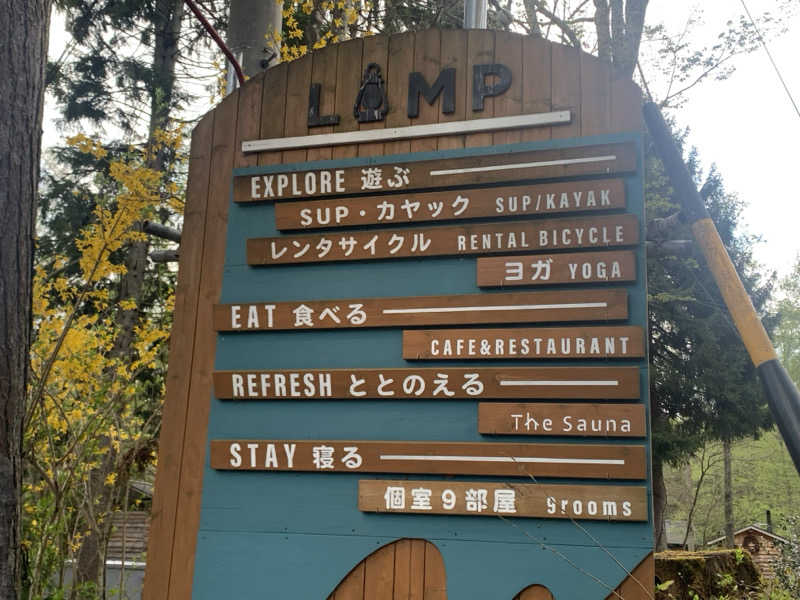 LAMP
EXPLORE 遊ぶ
SUP・カヤック SUP/KAYAK
レンタサイクル RENTAL BICYCLE
ヨガ YOGA
EAT 食べる
CAFE&RESTAURANT
REFRESH ととのえる
The Sauna
STAY 寝る
個室9部屋 9rooms